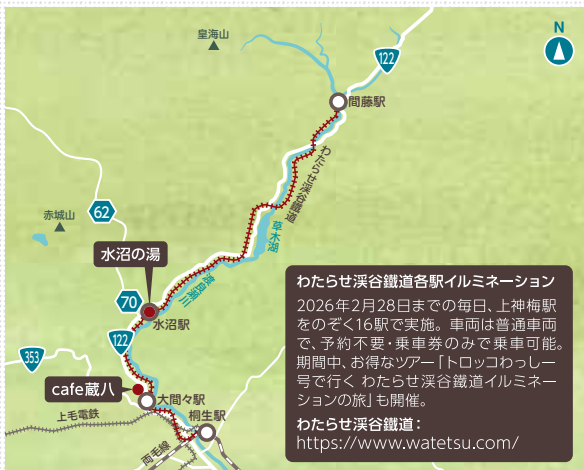 皇海山
N
122
間藤駅
わたらせ渓谷鐵道
赤城山
62
草木湖
水沼の湯
渡良瀬川
70
水沼駅
122
353
cafe蔵八
大間々駅
上毛電鉄
桐生駅
両毛線
わたらせ渓谷鐵道各駅イルミネーション
2026年2月28日までの毎日、上神梅駅
をのぞく16駅で実施。車両は普通車両
で、予約不要・乗車券のみで乗車可能。
期間中、お得なツアー「トロッコわっしー
号で行く わたらせ渓谷鐵道イルミネー
ションの旅」も開催。
わたらせ渓谷鐵道：
https://www.watetsu.com/